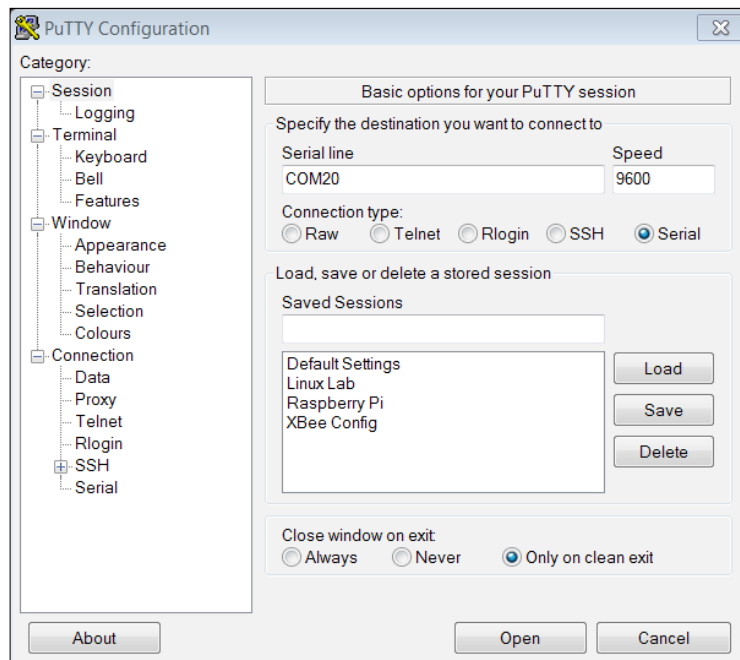 PuTTY Configuration
Category:
Session
Logging
Terminal
Keyboard
Bell
Features
Window
Appearance
Behaviour
Translation
Selection
Colours
Connection
Data
Proxy
Telnet
Rlogin
SSH
Serial
Basic options for your PuTTY session
Specify the destination you want to connect to
Serial line Speed
COM20 9600
Connection type:
Raw Telnet Rlogin SSH Serial
Load, save or delete a stored session
Saved Sessions
Default Settings
Linux Lab
Raspberry Pi
XBee Config
Load
Save
Delete
Close window on exit:
Always Never Only on clean exit
About Open Cancel